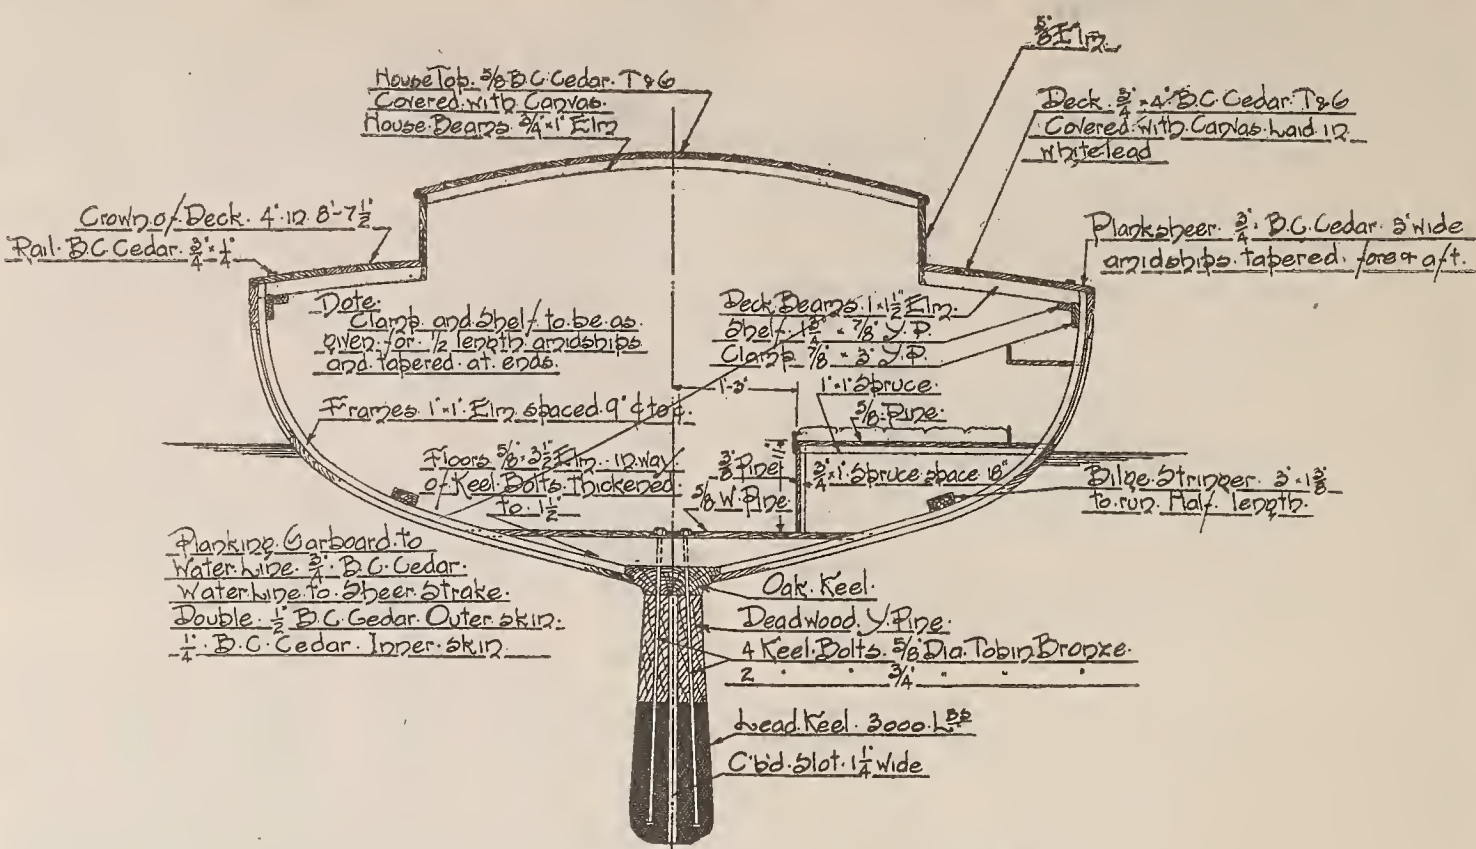 5/8" Elm
House Top. 5/8 B.C. Cedar. T & G
Covered with Canvas.
House Beams. 3/4" × 1" Elm
Deck. 3/4" × 4" B.C. Cedar. T & G
Covered with Canvas Laid in
white lead
Crown of Deck. 4" in 8'-7 1/2
Rail. B.C. Cedar. 3/4" ×
Planksheer. 3/4" B.C. Cedar 3" wide
amidships. tapered. fore & aft.
Note.
Clamp and Shelf to be as
given for 1/2 length amidships
and tapered at ends.
Deck Beams. 1 × 1 1/2" Elm
Shelf. 1 3/4" × 7/8" Y.P.
Clamp 7/8" × 3" Y.P.
1'-3"
1" × 1" Spruce.
5/8 Pine.
Frames 1" × 1" Elm spaced 9" c to c.
Floors 5/8" × 3 1/2" Elm. in way
of Keel Bolts Thickened
to 1 1/2"
3/8 Pine
3/4" × 1" Spruce space 18"
5/8 W. Pine
Bilge Stringer. 3" × 1 3/8
to run Half length.
Planking. Garboard to
Water Line. 3/4" B.C. Cedar.
Water Line to Sheer Strake.
Double. 1/2" B.C. Cedar Outer skin.
1/4" B.C. Cedar. Inner skin.
Oak Keel.
Deadwood. Y. Pine.
4 Keel Bolts. 5/8 Dia. Tobin Bronze.
2 " " 3/4" " " "
Lead Keel. 3000 Lbs
C'b'd. Slot. 1 1/4" wide